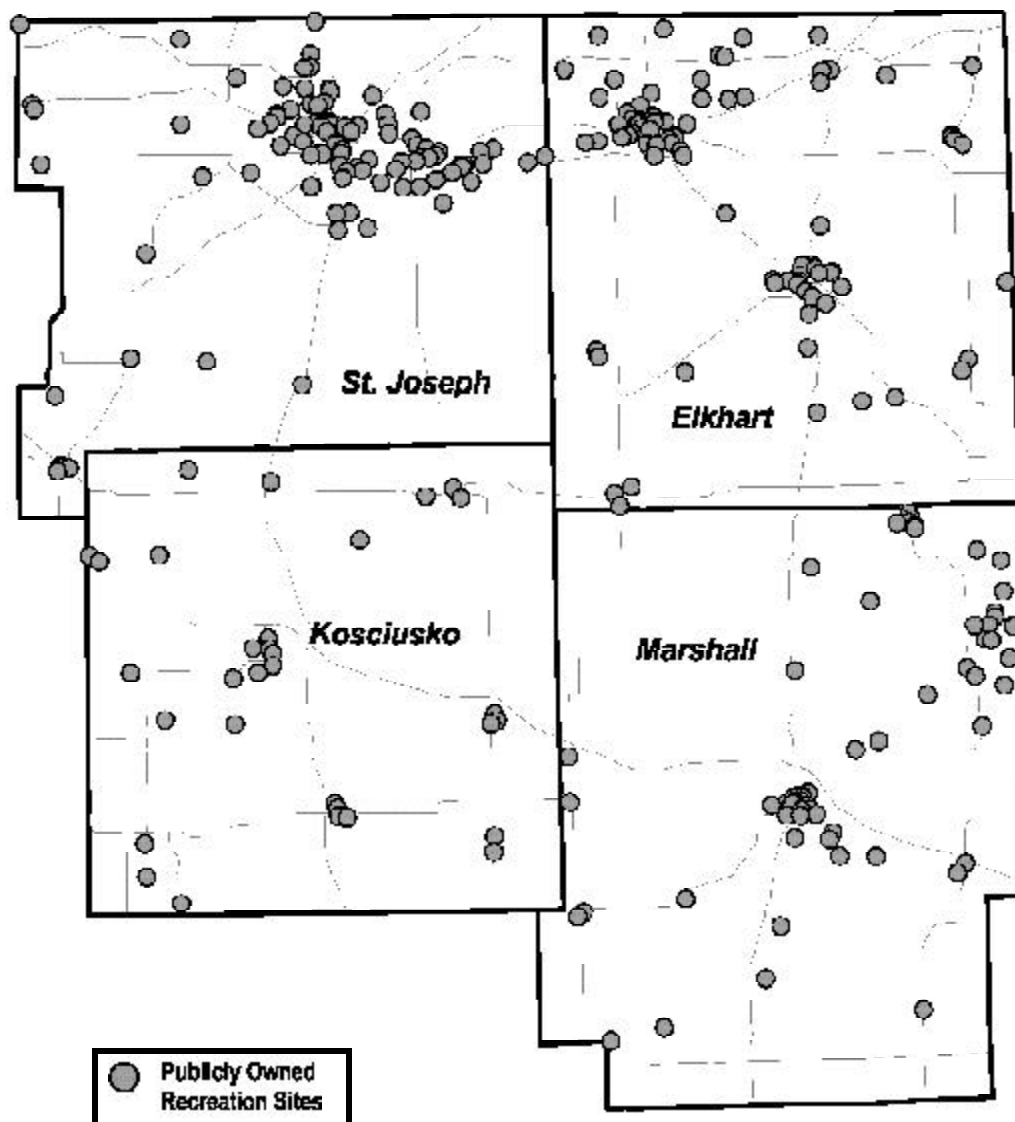 St. Joseph
Elkhart
Kosciusko
Marshall
Publicly Owned
Recreation Sites